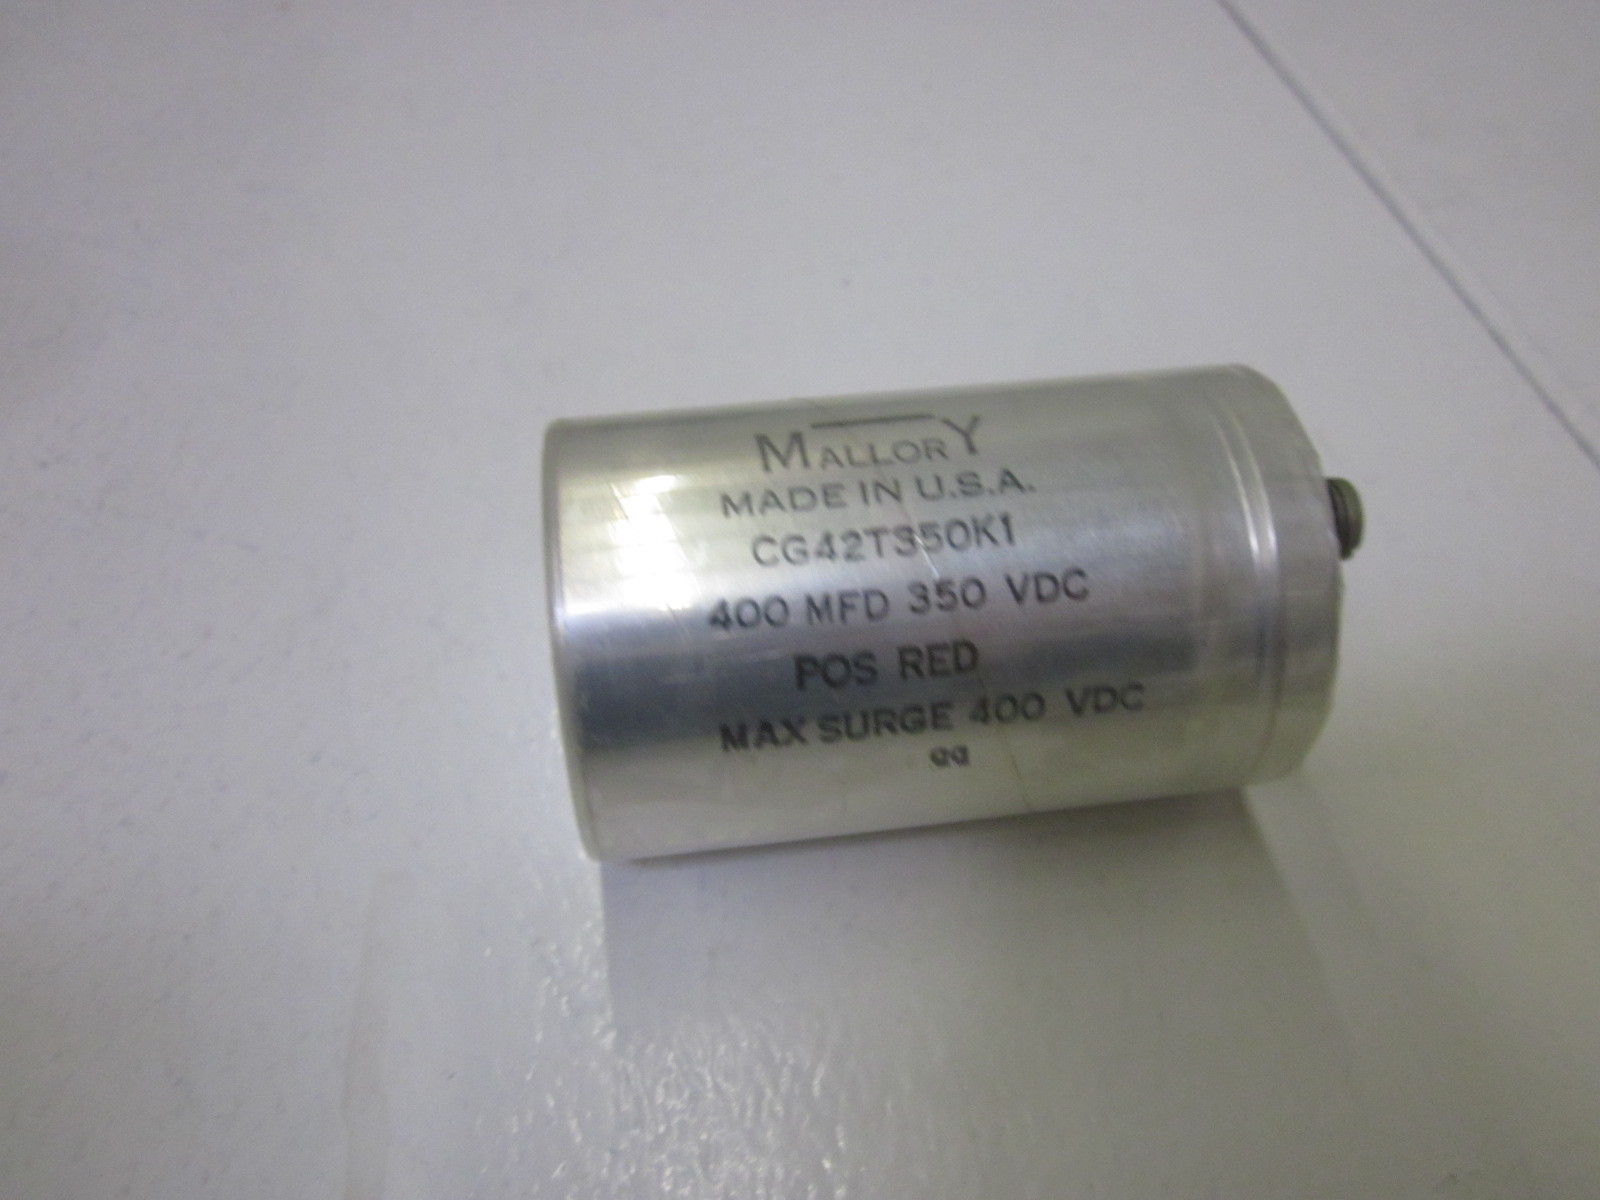 MALLORY
MADE IN U.S.A.
CG42T350K1
400 MFD 350 VDC
POS RED
MAX SURGE 400 VDC